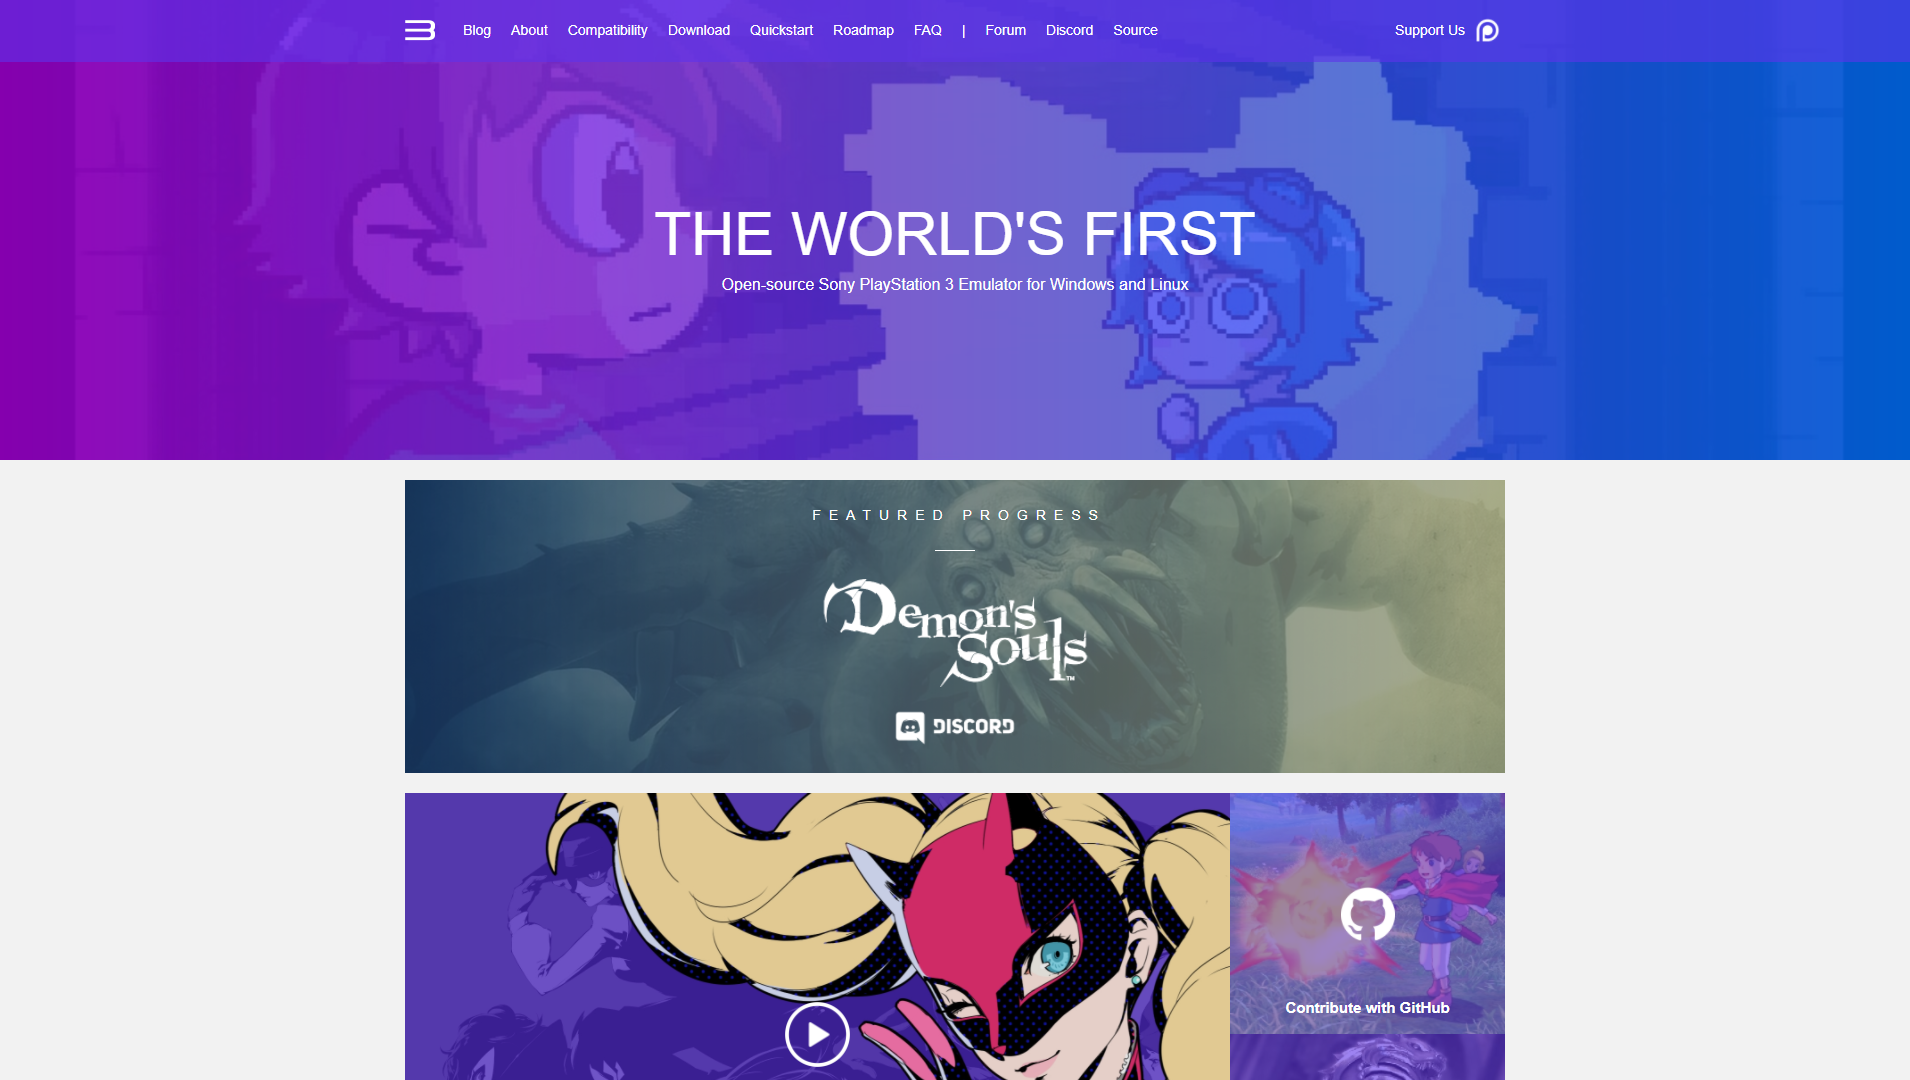 Blog About Compatibility Download Quickstart Roadmap FAQ | Forum Discord Source Support Us
THE WORLD'S FIRST
Open-source Sony PlayStation 3 Emulator for Windows and Linux
FEATURED PROGRESS
Demon's
Souls™
DISCORD
Contribute with GitHub